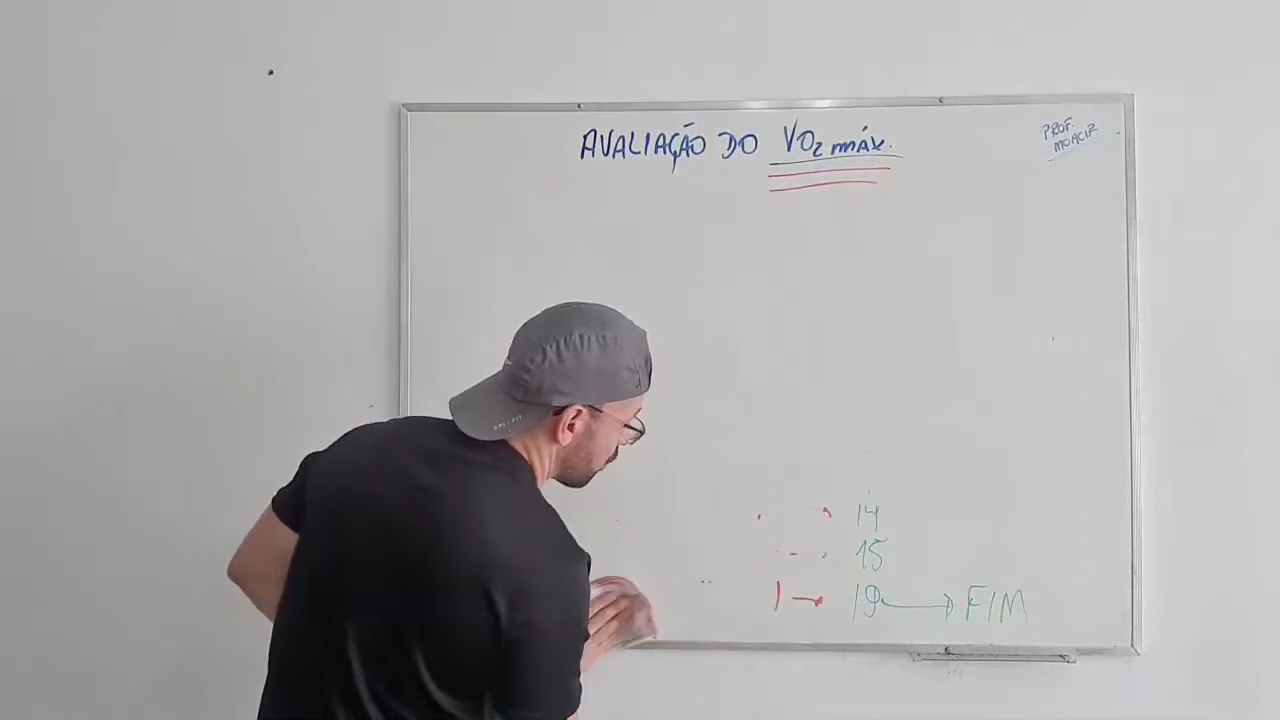 AVALIAÇÃO DO VO2 MÁX.
PROF.
MOACIR
14
15
19 → FIM